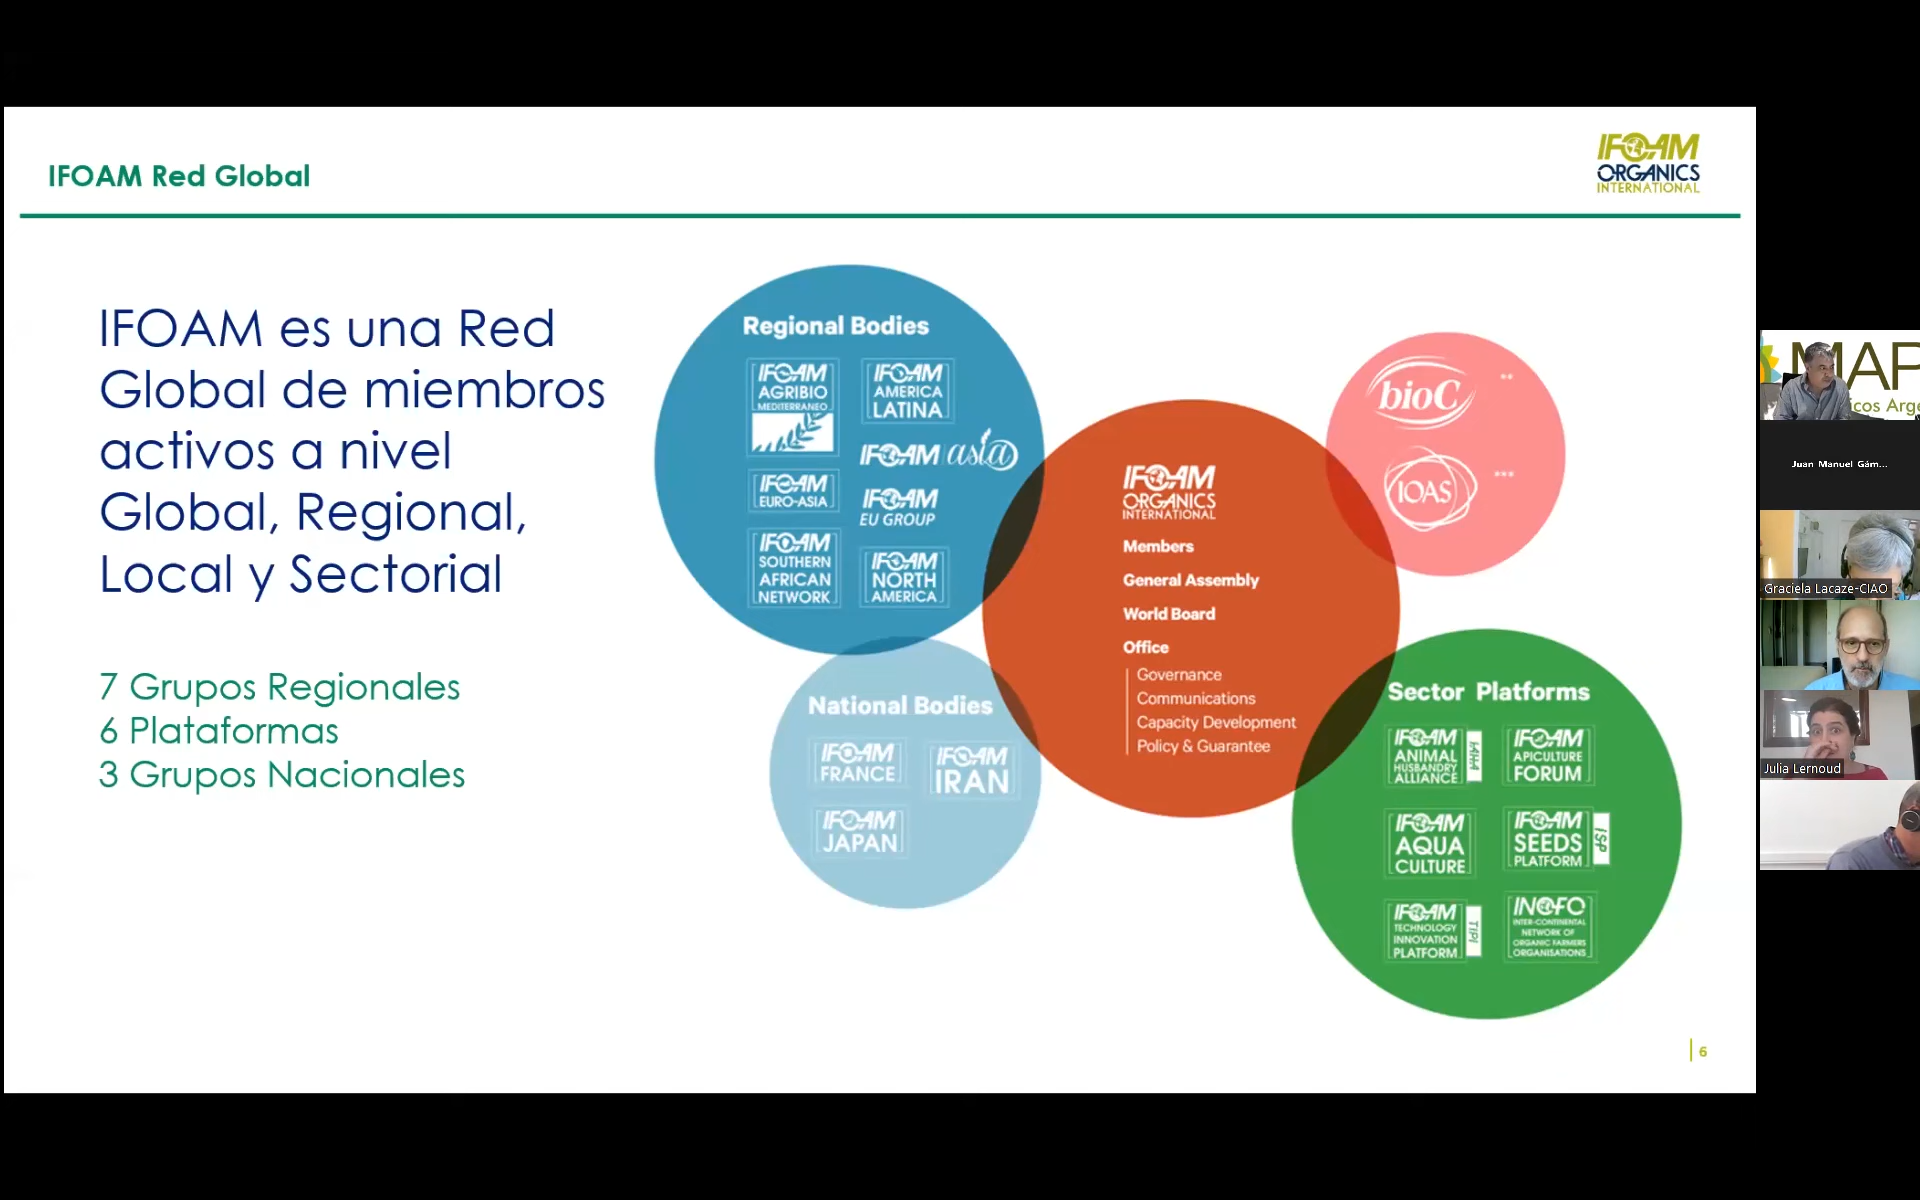 IFOAM Red Global
IFOAM
ORGANICS
INTERNATIONAL
IFOAM es una Red
Global de miembros
activos a nivel
Global, Regional,
Local y Sectorial
7 Grupos Regionales
6 Plataformas
3 Grupos Nacionales
Regional Bodies
IFOAM
AGRIBIO
MEDITERRANEO
IFOAM
AMERICA
LATINA
IFOAM asia
IFOAM
EURO-ASIA
IFOAM
EU GROUP
IFOAM
SOUTHERN
AFRICAN
NETWORK
IFOAM
NORTH
AMERICA
National Bodies
IFOAM
FRANCE
IFOAM
IRAN
IFOAM
JAPAN
IFOAM
ORGANICS
INTERNATIONAL
Members
General Assembly
World Board
Office
Governance
Communications
Capacity Development
Policy & Guarantee
bioC
**
IOAS
***
Sector Platforms
IFOAM
ANIMAL
HUSBANDRY
ALLIANCE
IFOAM
APICULTURE
FORUM
IFOAM
AQUA
CULTURE
IFOAM
SEEDS
PLATFORM
ISP
IFOAM
TECHNOLOGY
INNOVATION
PLATFORM
TIPI
INOFO
INTER-CONTINENTAL
NETWORK OF
ORGANIC FARMERS
ORGANISATIONS
6
MAP
icos Arge
Juan Manuel Gám...
Graciela Lacaze-CIAO
Julia Lernoud